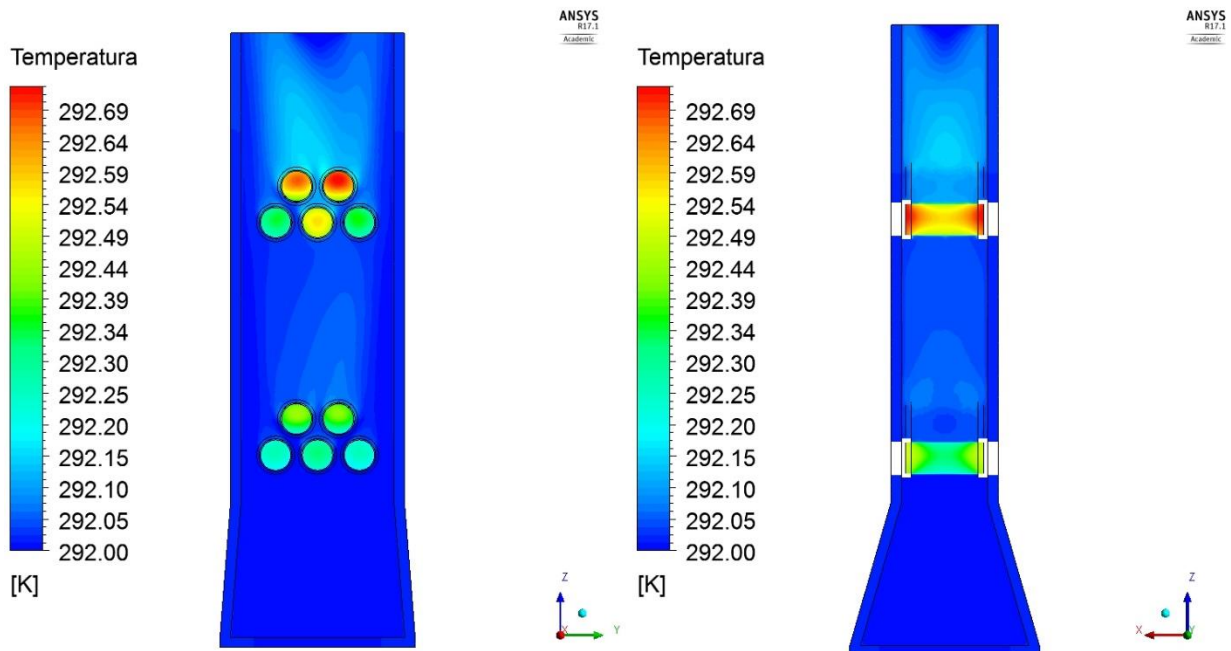 ANSYS
R17.1
Academic
Temperatura
292.69
292.64
292.59
292.54
292.49
292.44
292.39
292.34
292.30
292.25
292.20
292.15
292.10
292.05
292.00
[K]
Z
X
Y
ANSYS
R17.1
Academic
Temperatura
292.69
292.64
292.59
292.54
292.49
292.44
292.39
292.34
292.30
292.25
292.20
292.15
292.10
292.05
292.00
[K]
Z
X
Y